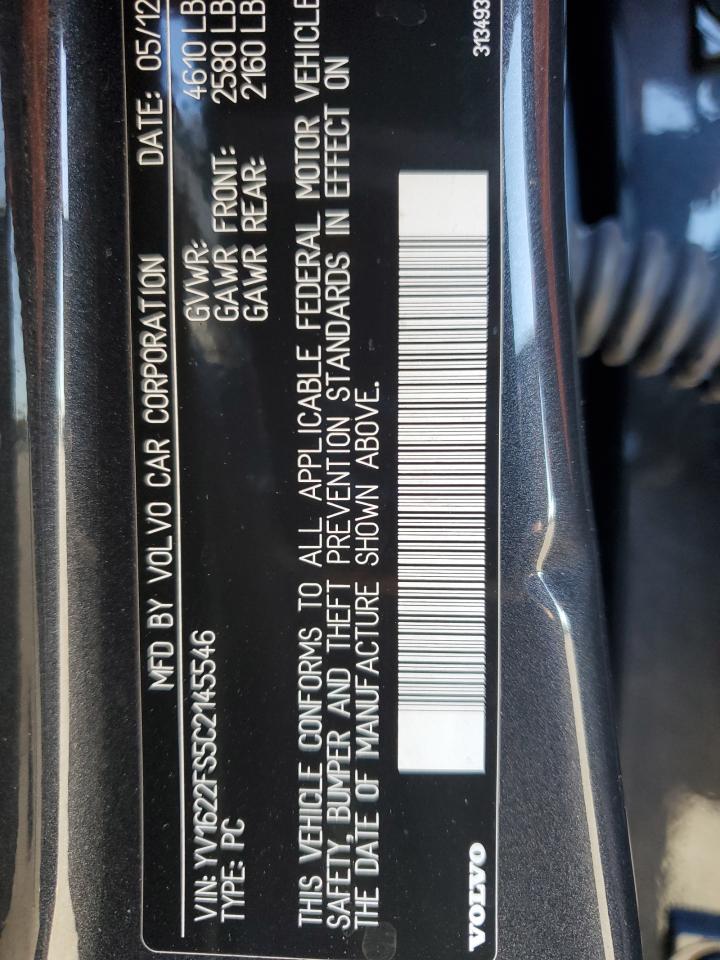 MFD BY VOLVO CAR CORPORATION DATE: 05/12
VIN: YV1622FS5C2145546 GVWR: 4610 LB
TYPE: PC GAWR FRONT: 2580 LB
GAWR REAR: 2160 LB
THIS VEHICLE CONFORMS TO ALL APPLICABLE FEDERAL MOTOR VEHICLE
SAFETY, BUMPER AND THEFT PREVENTION STANDARDS IN EFFECT ON
THE DATE OF MANUFACTURE SHOWN ABOVE.
VOLVO 313493